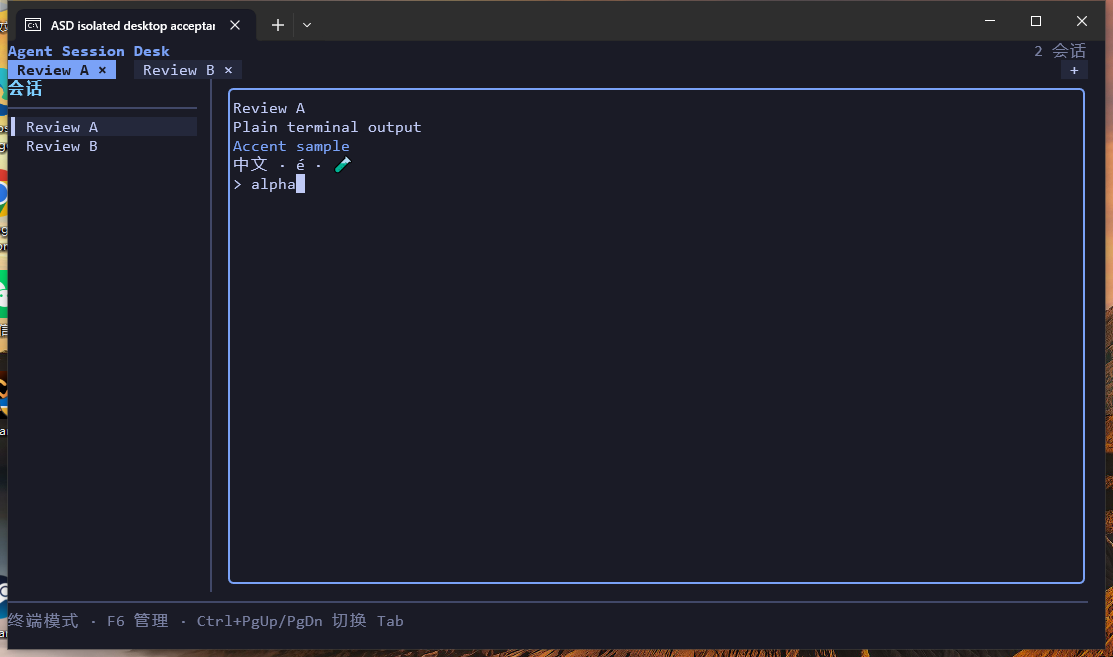 ASD isolated desktop acceptar
Agent Session Desk 2 会话
Review A × Review B × +
会话
Review A
Review B
Review A
Plain terminal output
Accent sample
中文 · é · 🧪
> alpha
终端模式 · F6 管理 · Ctrl+PgUp/PgDn 切换 Tab